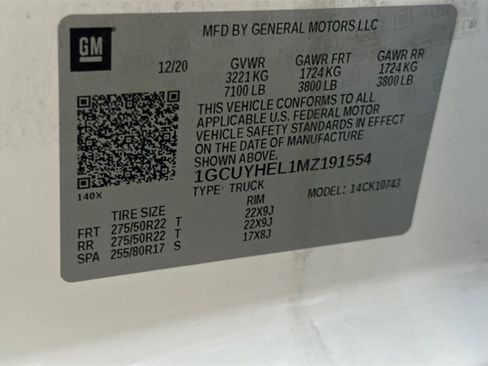 MFD BY GENERAL MOTORS LLC
GM
12/20 GVWR GAWR FRT GAWR RR
3221 KG 1724 KG 1724 KG
7100 LB 3800 LB 3800 LB
THIS VEHICLE CONFORMS TO ALL
APPLICABLE U.S. FEDERAL MOTOR
VEHICLE SAFETY STANDARDS IN EFFECT
ON THE DATE OF MANUFACTURE
1GCUYHEL1MZ191554
140X
TYPE: TRUCK MODEL: 14CK10743
TIRE SIZE RIM
FRT 275/50R22 T 22X9J
RR 275/50R22 T 22X9J
SPA 255/80R17 S 17X8J